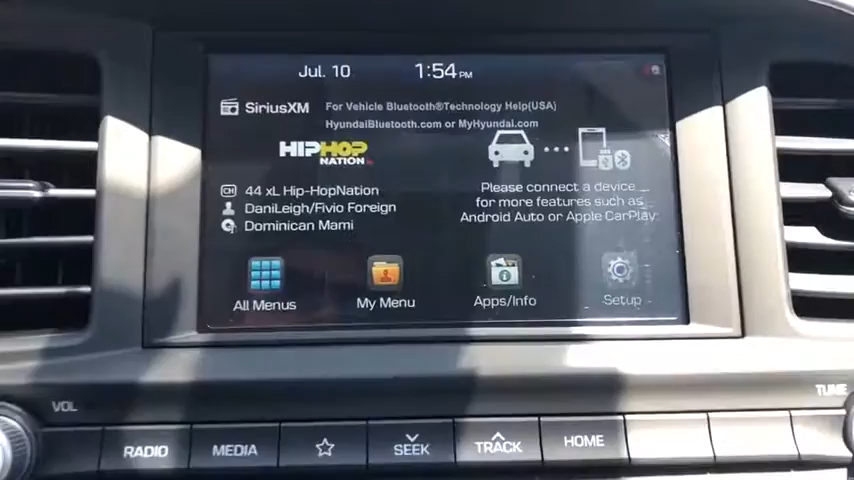 Jul. 10 1:54 PM
SiriusXM
For Vehicle Bluetooth®Technology Help(USA)
HyundaiBluetooth.com or MyHyundai.com
HIPHOP
NATION
CH 44 xL Hip-HopNation
DaniLeigh/Fivio Foreign
Dominican Mami
Please connect a device
for more features such as
Android Auto or Apple CarPlay.
All Menus My Menu Apps/Info Setup
VOL TUNE
RADIO MEDIA SEEK TRACK HOME